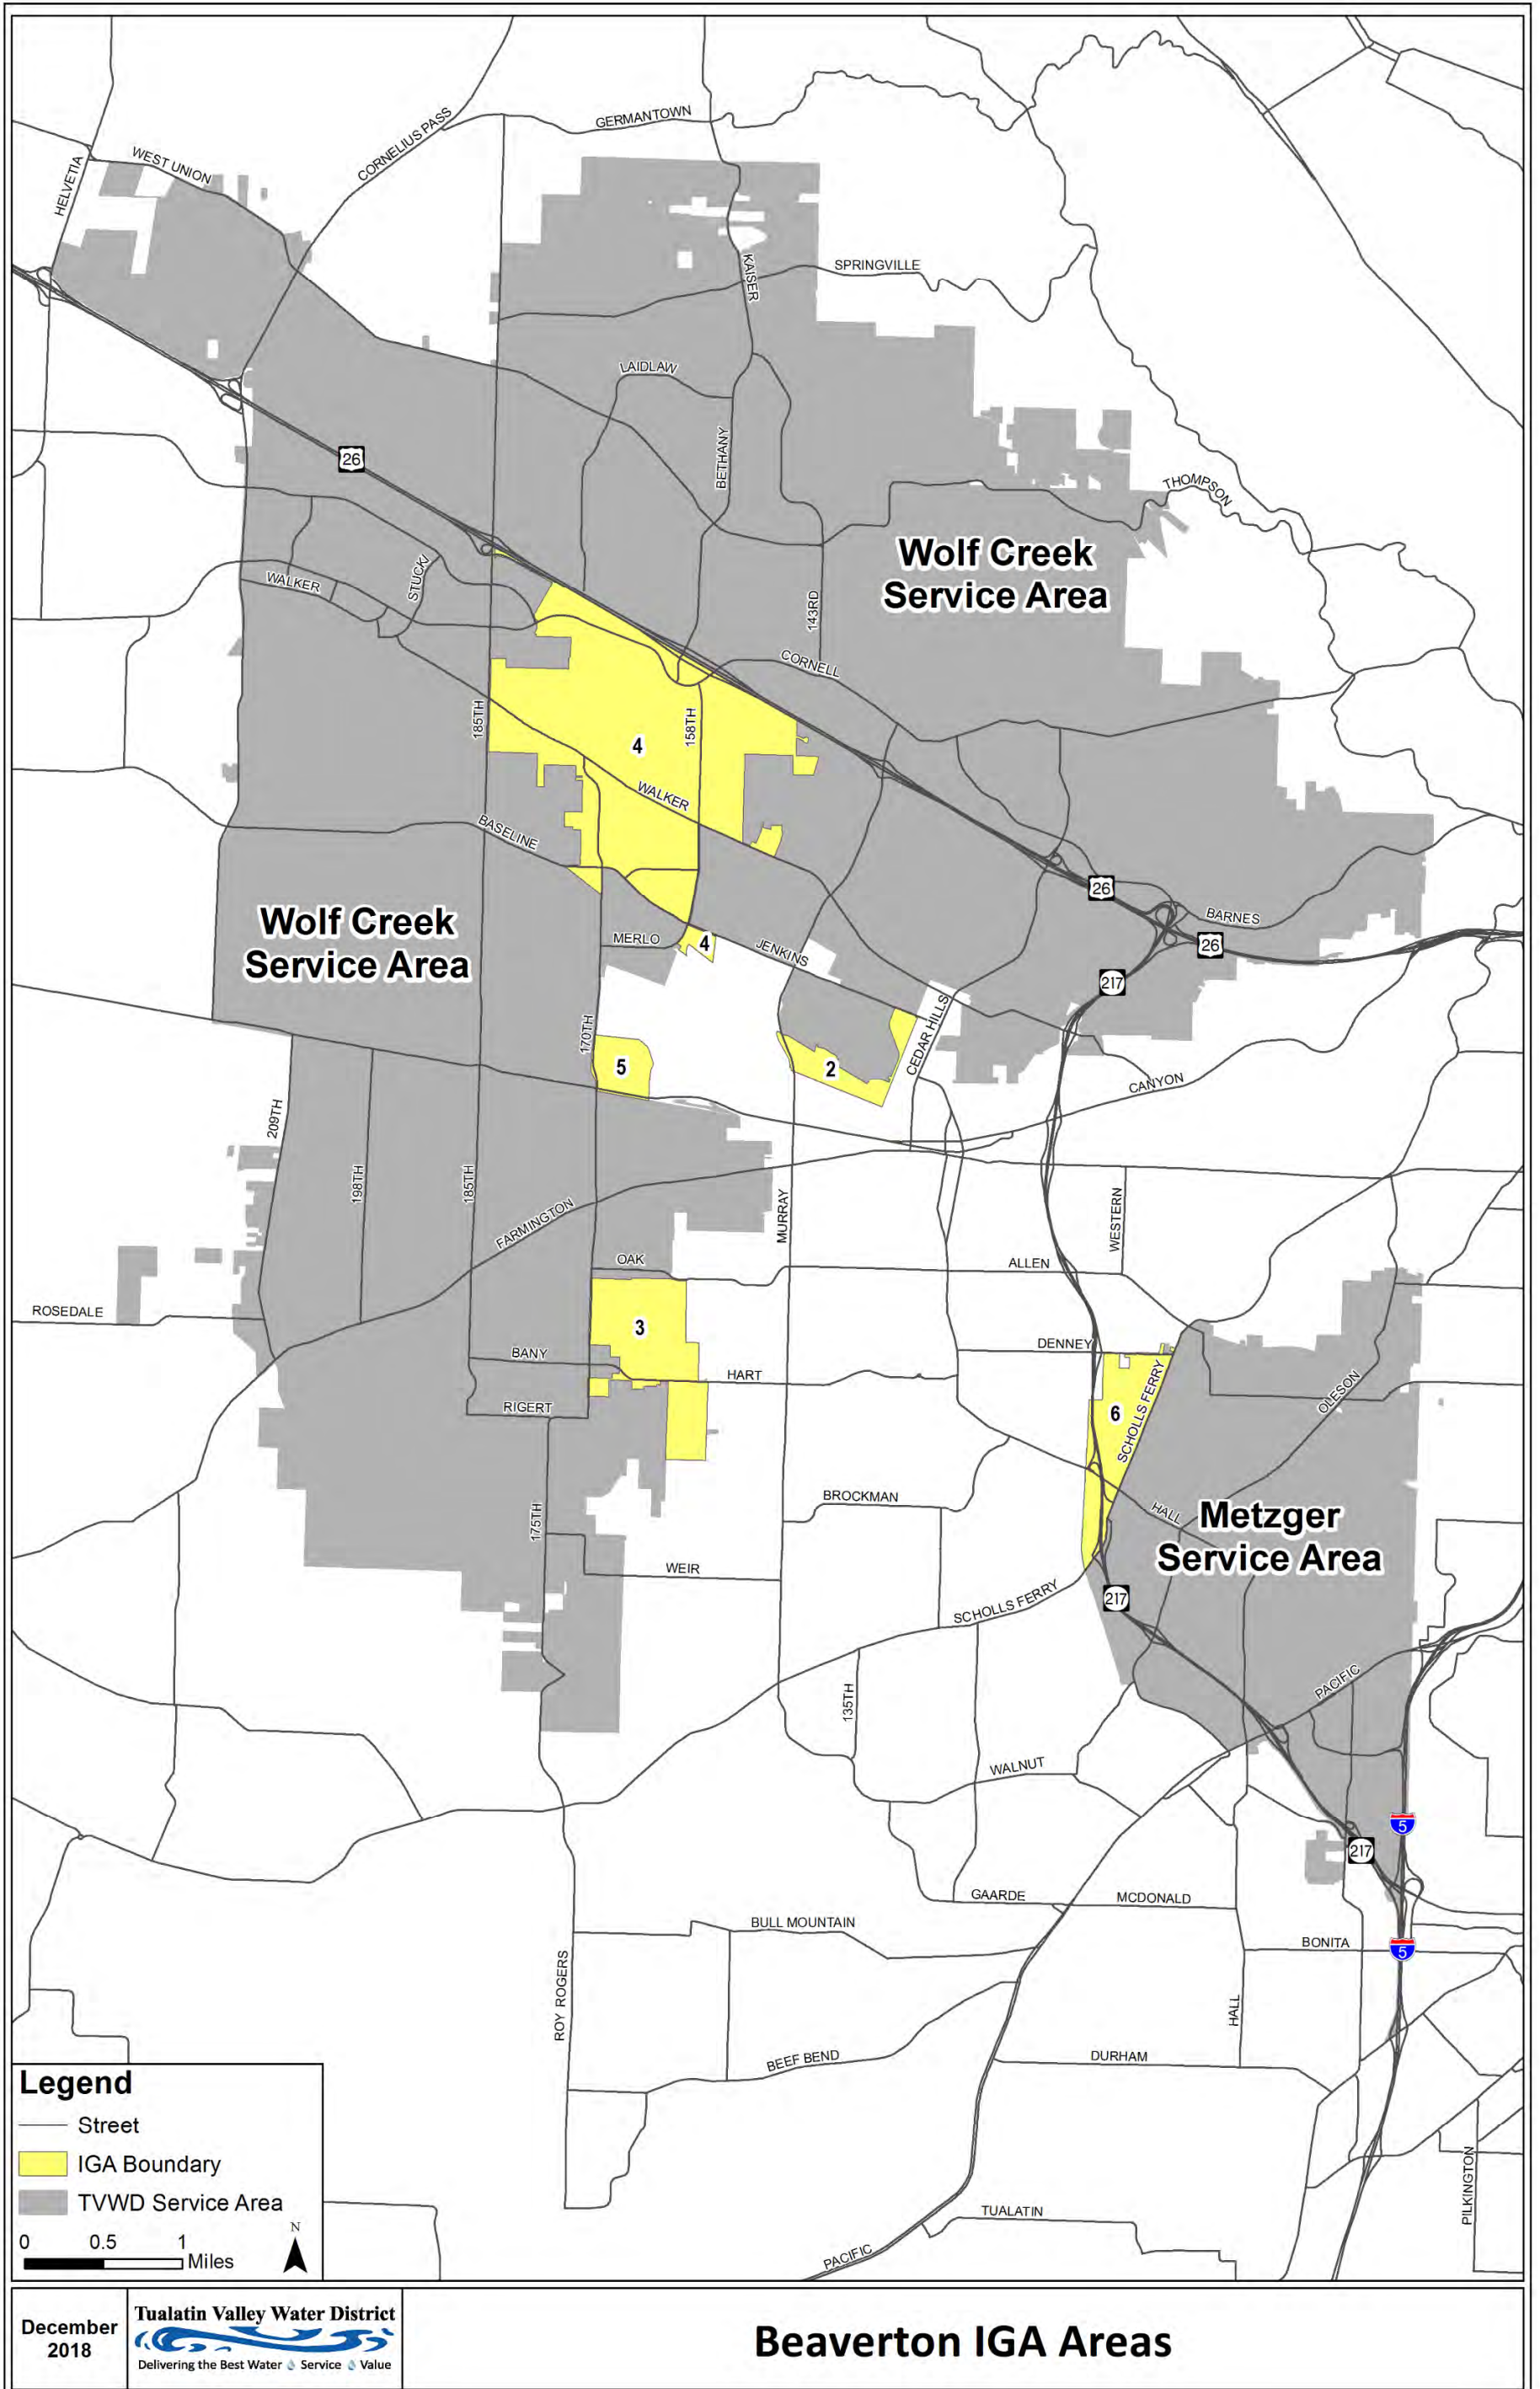 GERMANTOWN
CORNELIUS PASS
WEST UNION
HELVETIA
KAISER
SPRINGVILLE
LAIDLAW
BETHANY
26
THOMPSON
Wolf Creek
Service Area
STUCKI
WALKER
143RD
CORNELL
185TH
158TH
4
WALKER
BASELINE
26
BARNES
26
Wolf Creek
Service Area
MERLO
4
JENKINS
217
170TH
CEDAR HILLS
5
2
CANYON
209TH
198TH
185TH
FARMINGTON
MURRAY
WESTERN
OAK
ALLEN
ROSEDALE
3
DENNEY
BANY
HART
SCHOLLS FERRY
OLESON
6
RIGERT
BROCKMAN
HALL
Metzger
Service Area
175TH
WEIR
SCHOLLS FERRY
217
PACIFIC
135TH
WALNUT
5
217
GAARDE
MCDONALD
BULL MOUNTAIN
BONITA
5
ROY ROGERS
HALL
BEEF BEND
DURHAM
PILKINGTON
TUALATIN
PACIFIC
Legend
Street
IGA Boundary
TVWD Service Area
0 0.5 1
Miles
N
December
2018
Tualatin Valley Water District
Delivering the Best Water Service Value
Beaverton IGA Areas